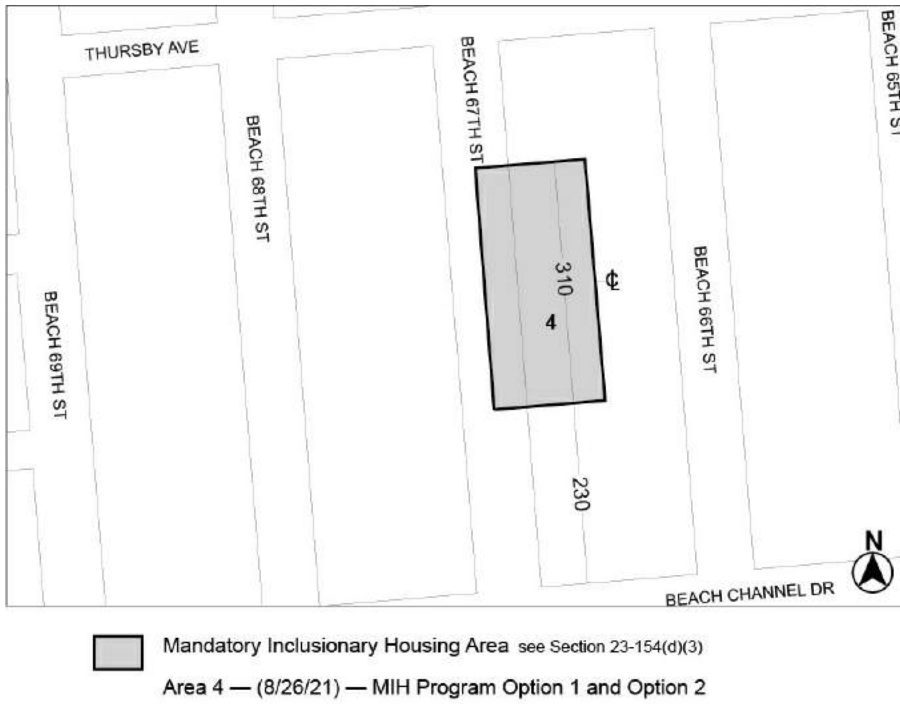 THURSBY AVE
BEACH 65TH ST
BEACH 67TH ST
BEACH 68TH ST
BEACH 66TH ST
BEACH 69TH ST
310
℄
4
230
N
BEACH CHANNEL DR
Mandatory Inclusionary Housing Area see Section 23-154(d)(3)
Area 4 — (8/26/21) — MIH Program Option 1 and Option 2